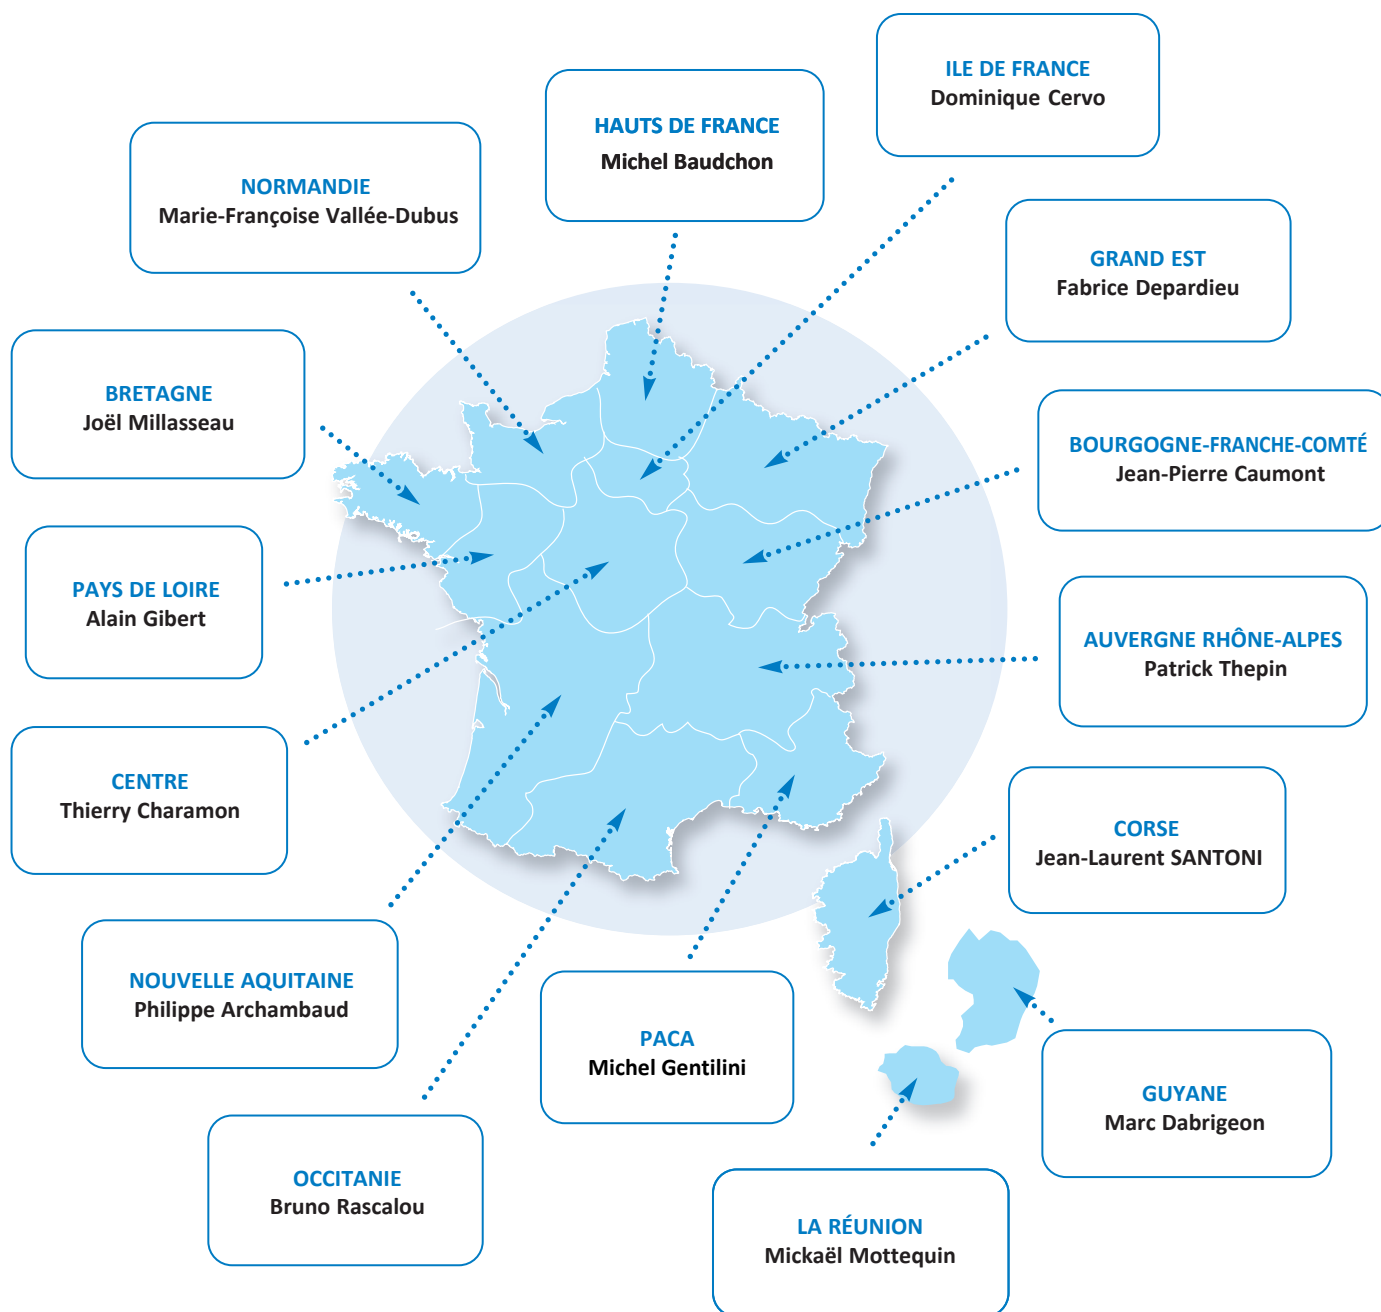 ILE DE FRANCE
Dominique Cervo
HAUTS DE FRANCE
Michel Baudchon
NORMANDIE
Marie-Françoise Vallée-Dubus
GRAND EST
Fabrice Depardieu
BRETAGNE
Joël Millasseau
BOURGOGNE-FRANCHE-COMTÉ
Jean-Pierre Caumont
PAYS DE LOIRE
Alain Gibert
AUVERGNE RHÔNE-ALPES
Patrick Thepin
CENTRE
Thierry Charamon
CORSE
Jean-Laurent SANTONI
NOUVELLE AQUITAINE
Philippe Archambaud
PACA
Michel Gentilini
GUYANE
Marc Dabrigeon
OCCITANIE
Bruno Rascalou
LA RÉUNION
Mickaël Mottequin